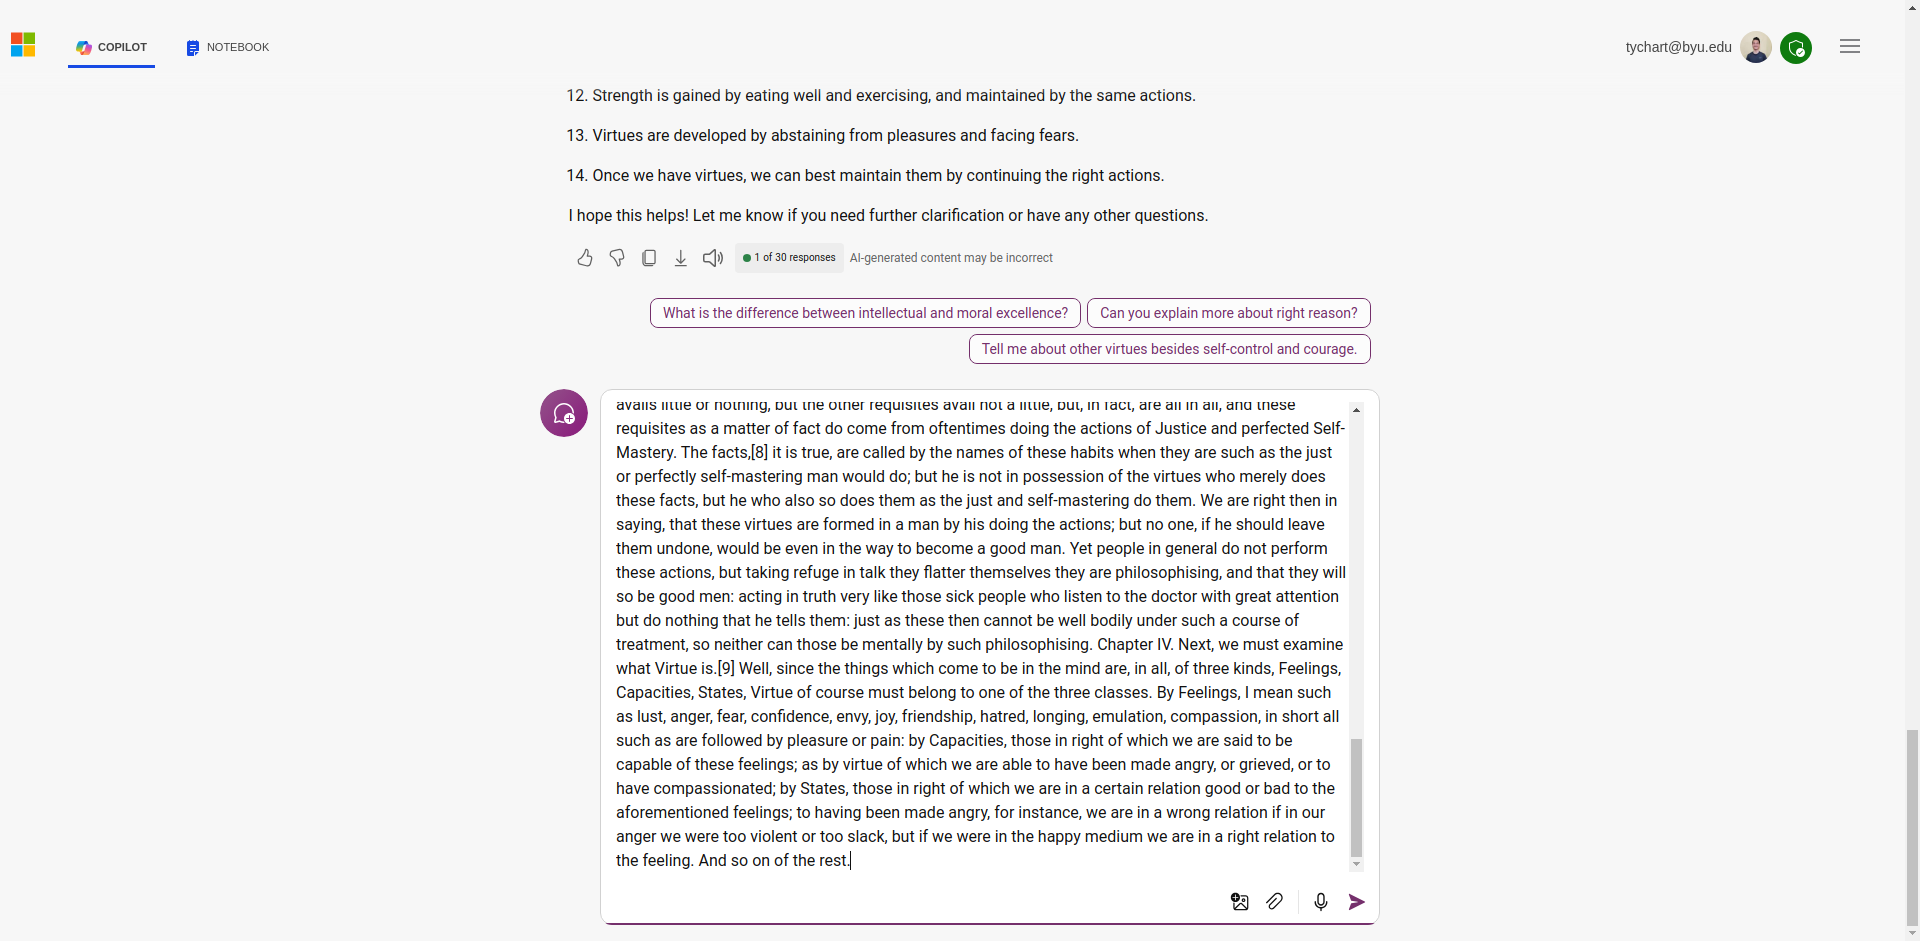 COPILOT
NOTEBOOK
tychart@byu.edu
12. Strength is gained by eating well and exercising, and maintained by the same actions.
13. Virtues are developed by abstaining from pleasures and facing fears.
14. Once we have virtues, we can best maintain them by continuing the right actions.
I hope this helps! Let me know if you need further clarification or have any other questions.
1 of 30 responses
AI-generated content may be incorrect
What is the difference between intellectual and moral excellence?
Can you explain more about right reason?
Tell me about other virtues besides self-control and courage.
avails little or nothing, but the other requisites avail not a little, but, in fact, are all in all, and these
requisites as a matter of fact do come from oftentimes doing the actions of Justice and perfected Self-
Mastery. The facts,[8] it is true, are called by the names of these habits when they are such as the just
or perfectly self-mastering man would do; but he is not in possession of the virtues who merely does
these facts, but he who also so does them as the just and self-mastering do them. We are right then in
saying, that these virtues are formed in a man by his doing the actions; but no one, if he should leave
them undone, would be even in the way to become a good man. Yet people in general do not perform
these actions, but taking refuge in talk they flatter themselves they are philosophising, and that they will
so be good men: acting in truth very like those sick people who listen to the doctor with great attention
but do nothing that he tells them: just as these then cannot be well bodily under such a course of
treatment, so neither can those be mentally by such philosophising. Chapter IV. Next, we must examine
what Virtue is.[9] Well, since the things which come to be in the mind are, in all, of three kinds, Feelings,
Capacities, States, Virtue of course must belong to one of the three classes. By Feelings, I mean such
as lust, anger, fear, confidence, envy, joy, friendship, hatred, longing, emulation, compassion, in short all
such as are followed by pleasure or pain: by Capacities, those in right of which we are said to be
capable of these feelings; as by virtue of which we are able to have been made angry, or grieved, or to
have compassionated; by States, those in right of which we are in a certain relation good or bad to the
aforementioned feelings; to having been made angry, for instance, we are in a wrong relation if in our
anger we were too violent or too slack, but if we were in the happy medium we are in a right relation to
the feeling. And so on of the rest.